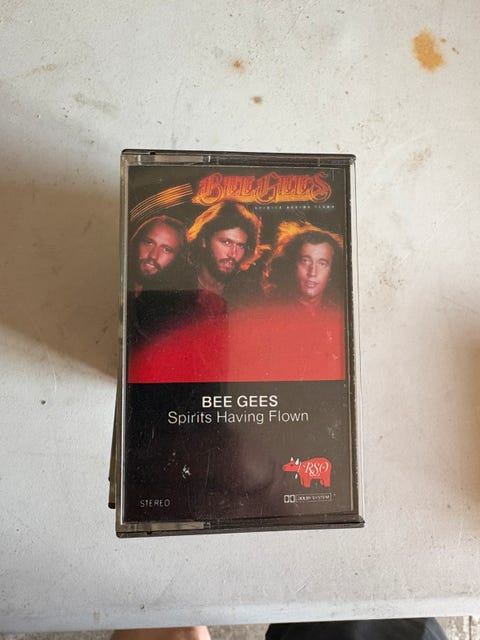 BEE GEES
SPIRITS HAVING FLOWN
BEE GEES
Spirits Having Flown
RSO
STEREO
DOLBY SYSTEM